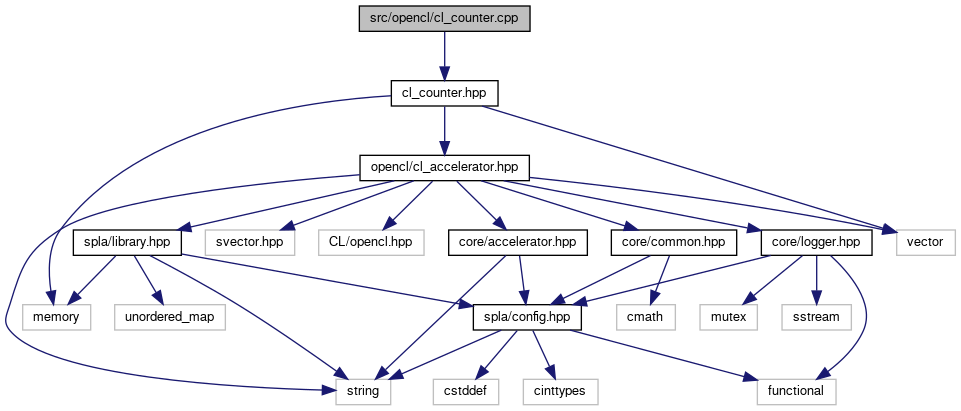 src/opencl/cl_counter.cpp
cl_counter.hpp
opencl/cl_accelerator.hpp
spla/library.hpp
svector.hpp
CL/opencl.hpp
core/accelerator.hpp
core/common.hpp
core/logger.hpp
vector
memory
unordered_map
spla/config.hpp
cmath
mutex
sstream
string
cstddef
cinttypes
functional